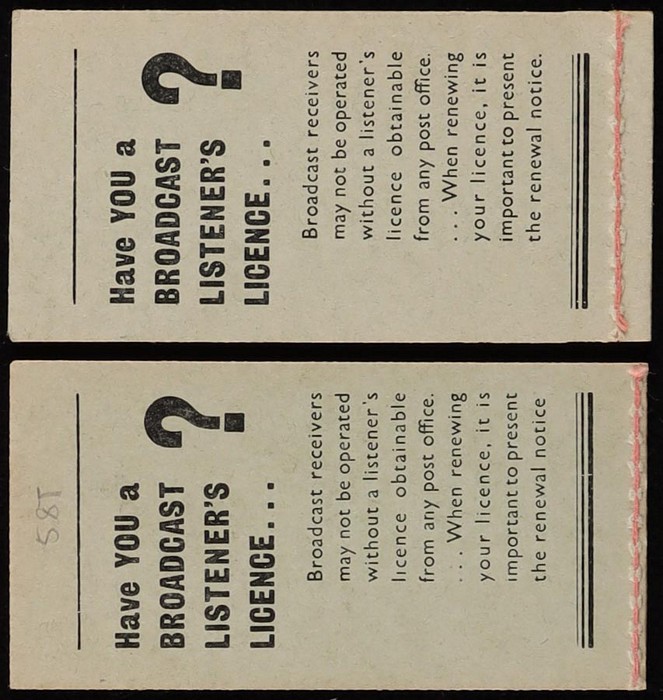 Have YOU a
BROADCAST
LISTENER'S
LICENCE...
?
Broadcast receivers
may not be operated
without a listener's
licence obtainable
from any post office.
... When renewing
your licence, it is
important to present
the renewal notice.
58T
Have YOU a
BROADCAST
LISTENER'S
LICENCE...
?
Broadcast receivers
may not be operated
without a listener's
licence obtainable
from any post office.
... When renewing
your licence, it is
important to present
the renewal notice